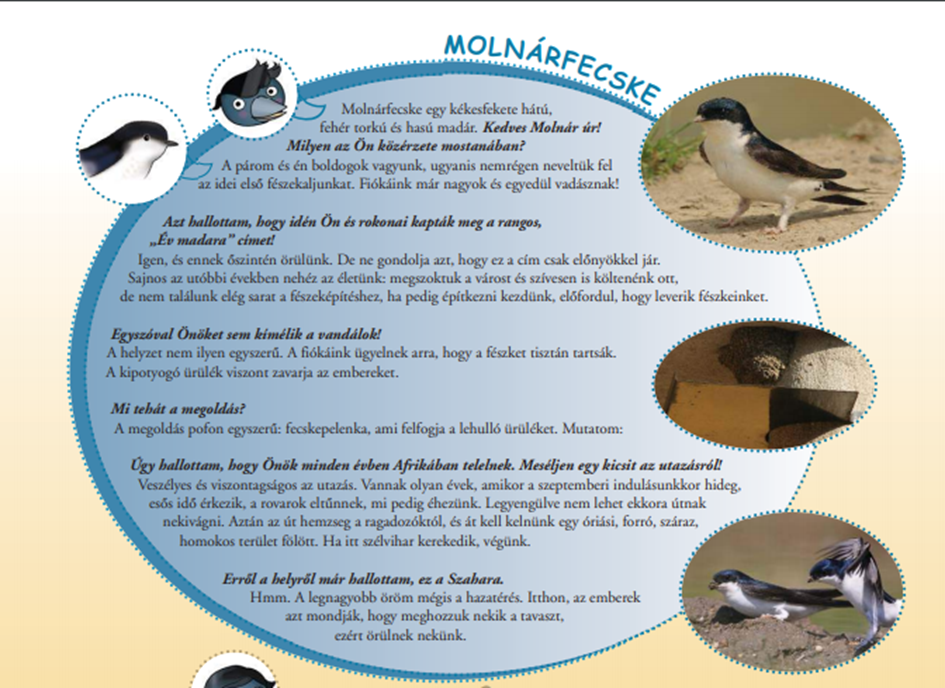 MOLNÁRFECSKE
Molnárfecske egy kékesfekete hátú,
fehér torkú és hasú madár. Kedves Molnár úr!
Milyen az Ön közérzete mostanában?
A párom és én boldogok vagyunk, ugyanis nemrégen neveltük fel
az idei első fészekaljunkat. Fiókáink már nagyok és egyedül vadásznak!
Azt hallottam, hogy idén Ön és rokonai kapták meg a rangos,
„Év madara” címet!
Igen, és ennek őszintén örülünk. De ne gondolja azt, hogy ez a cím csak előnyökkel jár.
Sajnos az utóbbi években nehéz az életünk: megszoktuk a várost és szívesen is költenénk ott,
de nem találunk elég sarat a fészeképítéshez, ha pedig építkezni kezdünk, előfordul, hogy leverik fészkeinket.
Egyszóval Önöket sem kímélik a vandálok!
A helyzet nem ilyen egyszerű. A fiókáink ügyelnek arra, hogy a fészket tisztán tartsák.
A kipotyogó ürülék viszont zavarja az embereket.
Mi tehát a megoldás?
A megoldás pofon egyszerű: fecskepelenka, ami felfogja a lehulló ürüléket. Mutatom:
Úgy hallottam, hogy Önök minden évben Afrikában telelnek. Meséljen egy kicsit az utazásról!
Veszélyes és viszontagságos az utazás. Vannak olyan évek, amikor a szeptemberi indulásunkkor hideg,
esős idő érkezik, a rovarok eltűnnek, mi pedig éhezünk. Legyengülve nem lehet ekkora útnak
nekivágni. Aztán az út hemzseg a ragadozóktól, és át kell kelnünk egy óriási, forró, száraz,
homokos terület fölött. Ha itt szélvihar kerekedik, végünk.
Erről a helyről már hallottam, ez a Szahara.
Hmm. A legnagyobb öröm mégis a hazatérés. Itthon, az emberek
azt mondják, hogy meghozzuk nekik a tavaszt,
ezért örülnek nekünk.